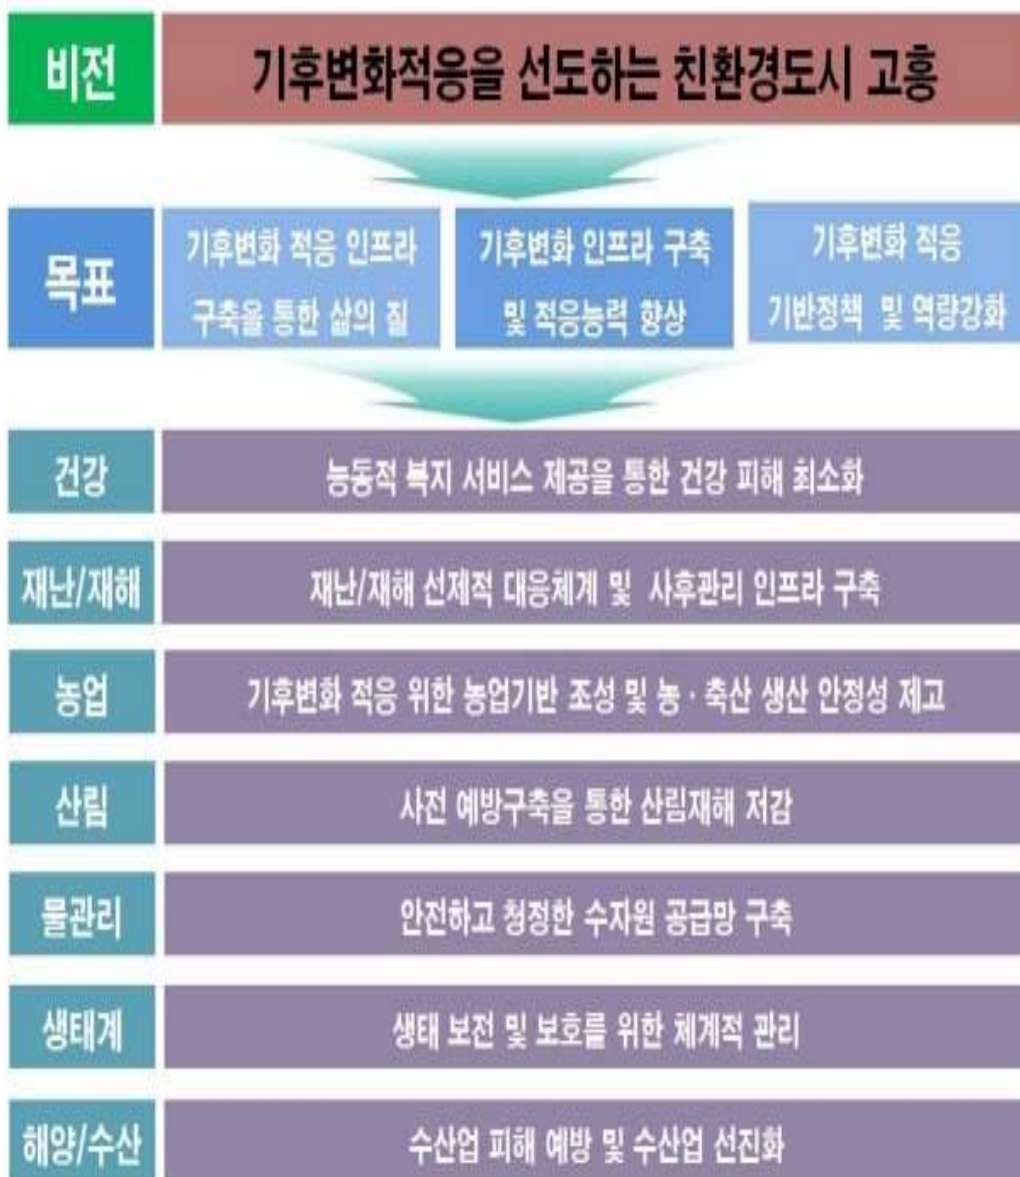 비전
기후변화적응을 선도하는 친환경도시 고흥
목표
기후변화 적응 인프라
구축을 통한 삶의 질
기후변화 인프라 구축
및 적응능력 향상
기후변화 적응
기반정책 및 역량강화
건강
능동적 복지 서비스 제공을 통한 건강 피해 최소화
재난/재해
재난/재해 선제적 대응체계 및 사후관리 인프라 구축
농업
기후변화 적응 위한 농업기반 조성 및 농·축산 생산 안정성 제고
산림
사전 예방구축을 통한 산림재해 저감
물관리
안전하고 청정한 수자원 공급망 구축
생태계
생태 보전 및 보호를 위한 체계적 관리
해양/수산
수산업 피해 예방 및 수산업 선진화